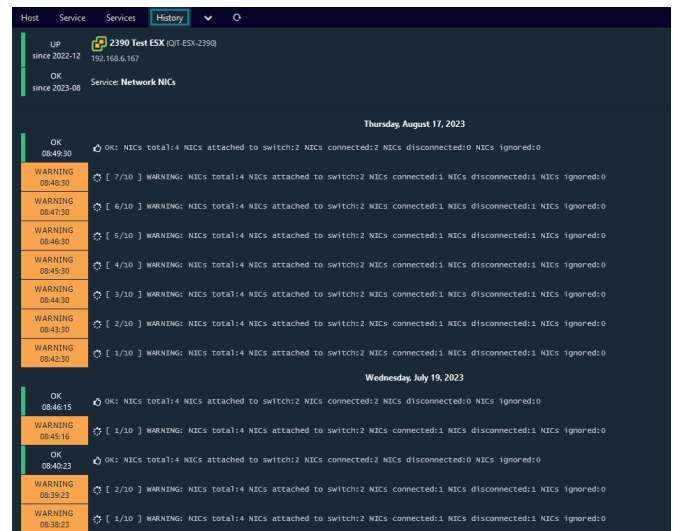 Host Service Services History
UP
since 2022-12
2390 Test ESX (QIT-ESX-2390)
192.168.6.167
OK
since 2023-08
Service: Network NICs
Thursday, August 17, 2023
OK
08:49:30
OK: NICs total:4 NICs attached to switch:2 NICs connected:2 NICs disconnected:0 NICs ignored:0
WARNING
08:48:30
[ 7/10 ] WARNING: NICs total:4 NICs attached to switch:2 NICs connected:1 NICs disconnected:1 NICs ignored:0
WARNING
08:47:30
[ 6/10 ] WARNING: NICs total:4 NICs attached to switch:2 NICs connected:1 NICs disconnected:1 NICs ignored:0
WARNING
08:46:30
[ 5/10 ] WARNING: NICs total:4 NICs attached to switch:2 NICs connected:1 NICs disconnected:1 NICs ignored:0
WARNING
08:45:30
[ 4/10 ] WARNING: NICs total:4 NICs attached to switch:2 NICs connected:1 NICs disconnected:1 NICs ignored:0
WARNING
08:44:30
[ 3/10 ] WARNING: NICs total:4 NICs attached to switch:2 NICs connected:1 NICs disconnected:1 NICs ignored:0
WARNING
08:43:30
[ 2/10 ] WARNING: NICs total:4 NICs attached to switch:2 NICs connected:1 NICs disconnected:1 NICs ignored:0
WARNING
08:42:30
[ 1/10 ] WARNING: NICs total:4 NICs attached to switch:2 NICs connected:1 NICs disconnected:1 NICs ignored:0
Wednesday, July 19, 2023
OK
08:46:15
OK: NICs total:4 NICs attached to switch:2 NICs connected:2 NICs disconnected:0 NICs ignored:0
WARNING
08:45:16
[ 1/10 ] WARNING: NICs total:4 NICs attached to switch:2 NICs connected:1 NICs disconnected:1 NICs ignored:0
OK
08:40:23
OK: NICs total:4 NICs attached to switch:2 NICs connected:2 NICs disconnected:0 NICs ignored:0
WARNING
08:39:23
[ 2/10 ] WARNING: NICs total:4 NICs attached to switch:2 NICs connected:1 NICs disconnected:1 NICs ignored:0
WARNING
08:38:23
[ 1/10 ] WARNING: NICs total:4 NICs attached to switch:2 NICs connected:1 NICs disconnected:1 NICs ignored:0